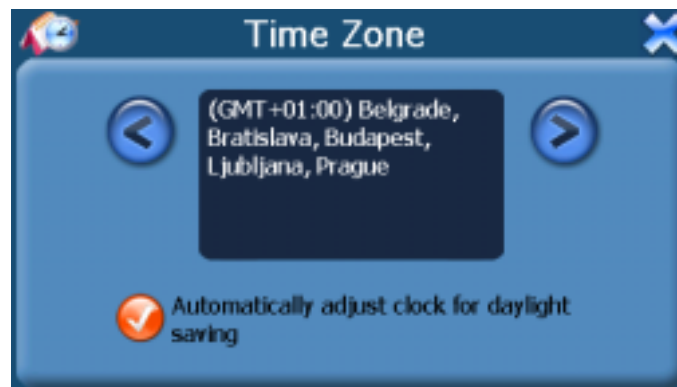 Time Zone
(GMT+01:00) Belgrade,
Bratislava, Budapest,
Ljubljana, Prague
Automatically adjust clock for daylight
saving